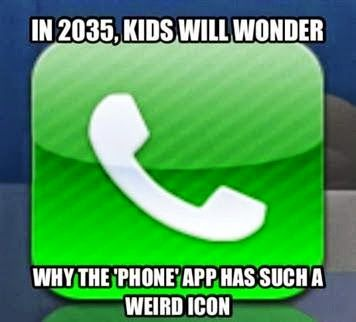 IN 2035, KIDS WILL WONDER
WHY THE 'PHONE' APP HAS SUCH A
WEIRD ICON